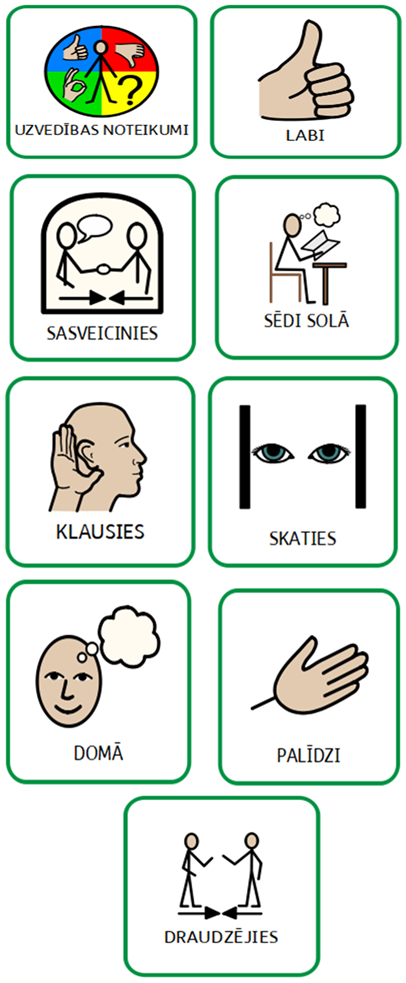 UZVEDĪBAS NOTEIKUMI
LABI
SASVEICINIES
SĒDI SOLĀ
KLAUSIES
SKATIES
DOMĀ
PALĪDZI
DRAUDZĒJIES